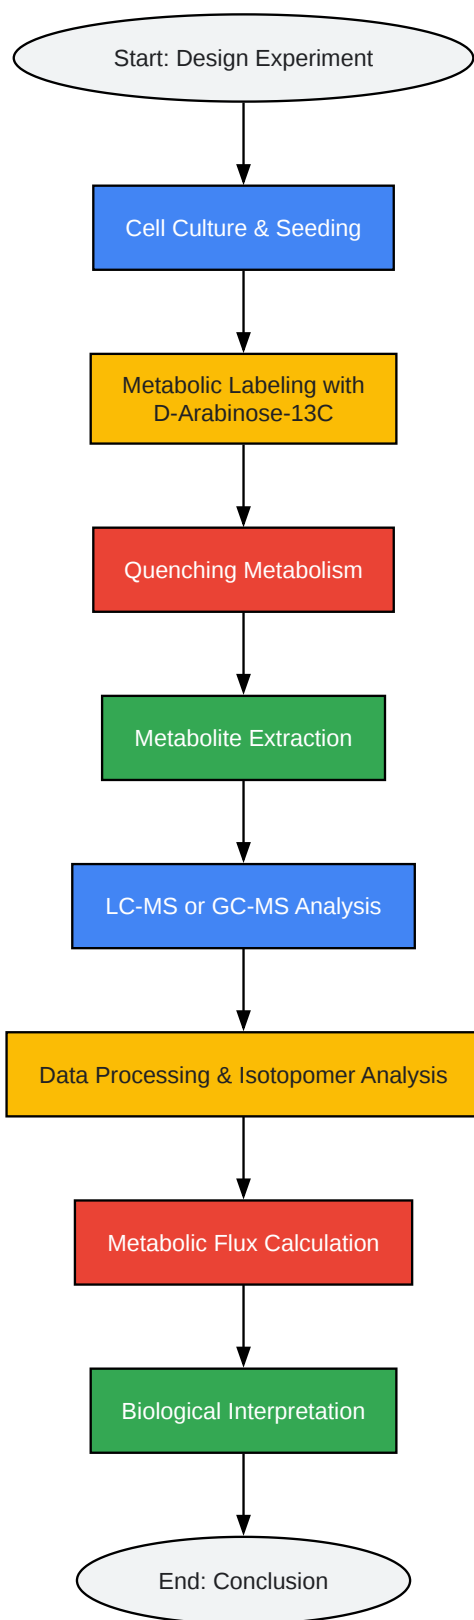 Start: Design Experiment
Cell Culture & Seeding
Metabolic Labeling with
D-Arabinose-13C
Quenching Metabolism
Metabolite Extraction
LC-MS or GC-MS Analysis
Data Processing & Isotopomer Analysis
Metabolic Flux Calculation
Biological Interpretation
End: Conclusion